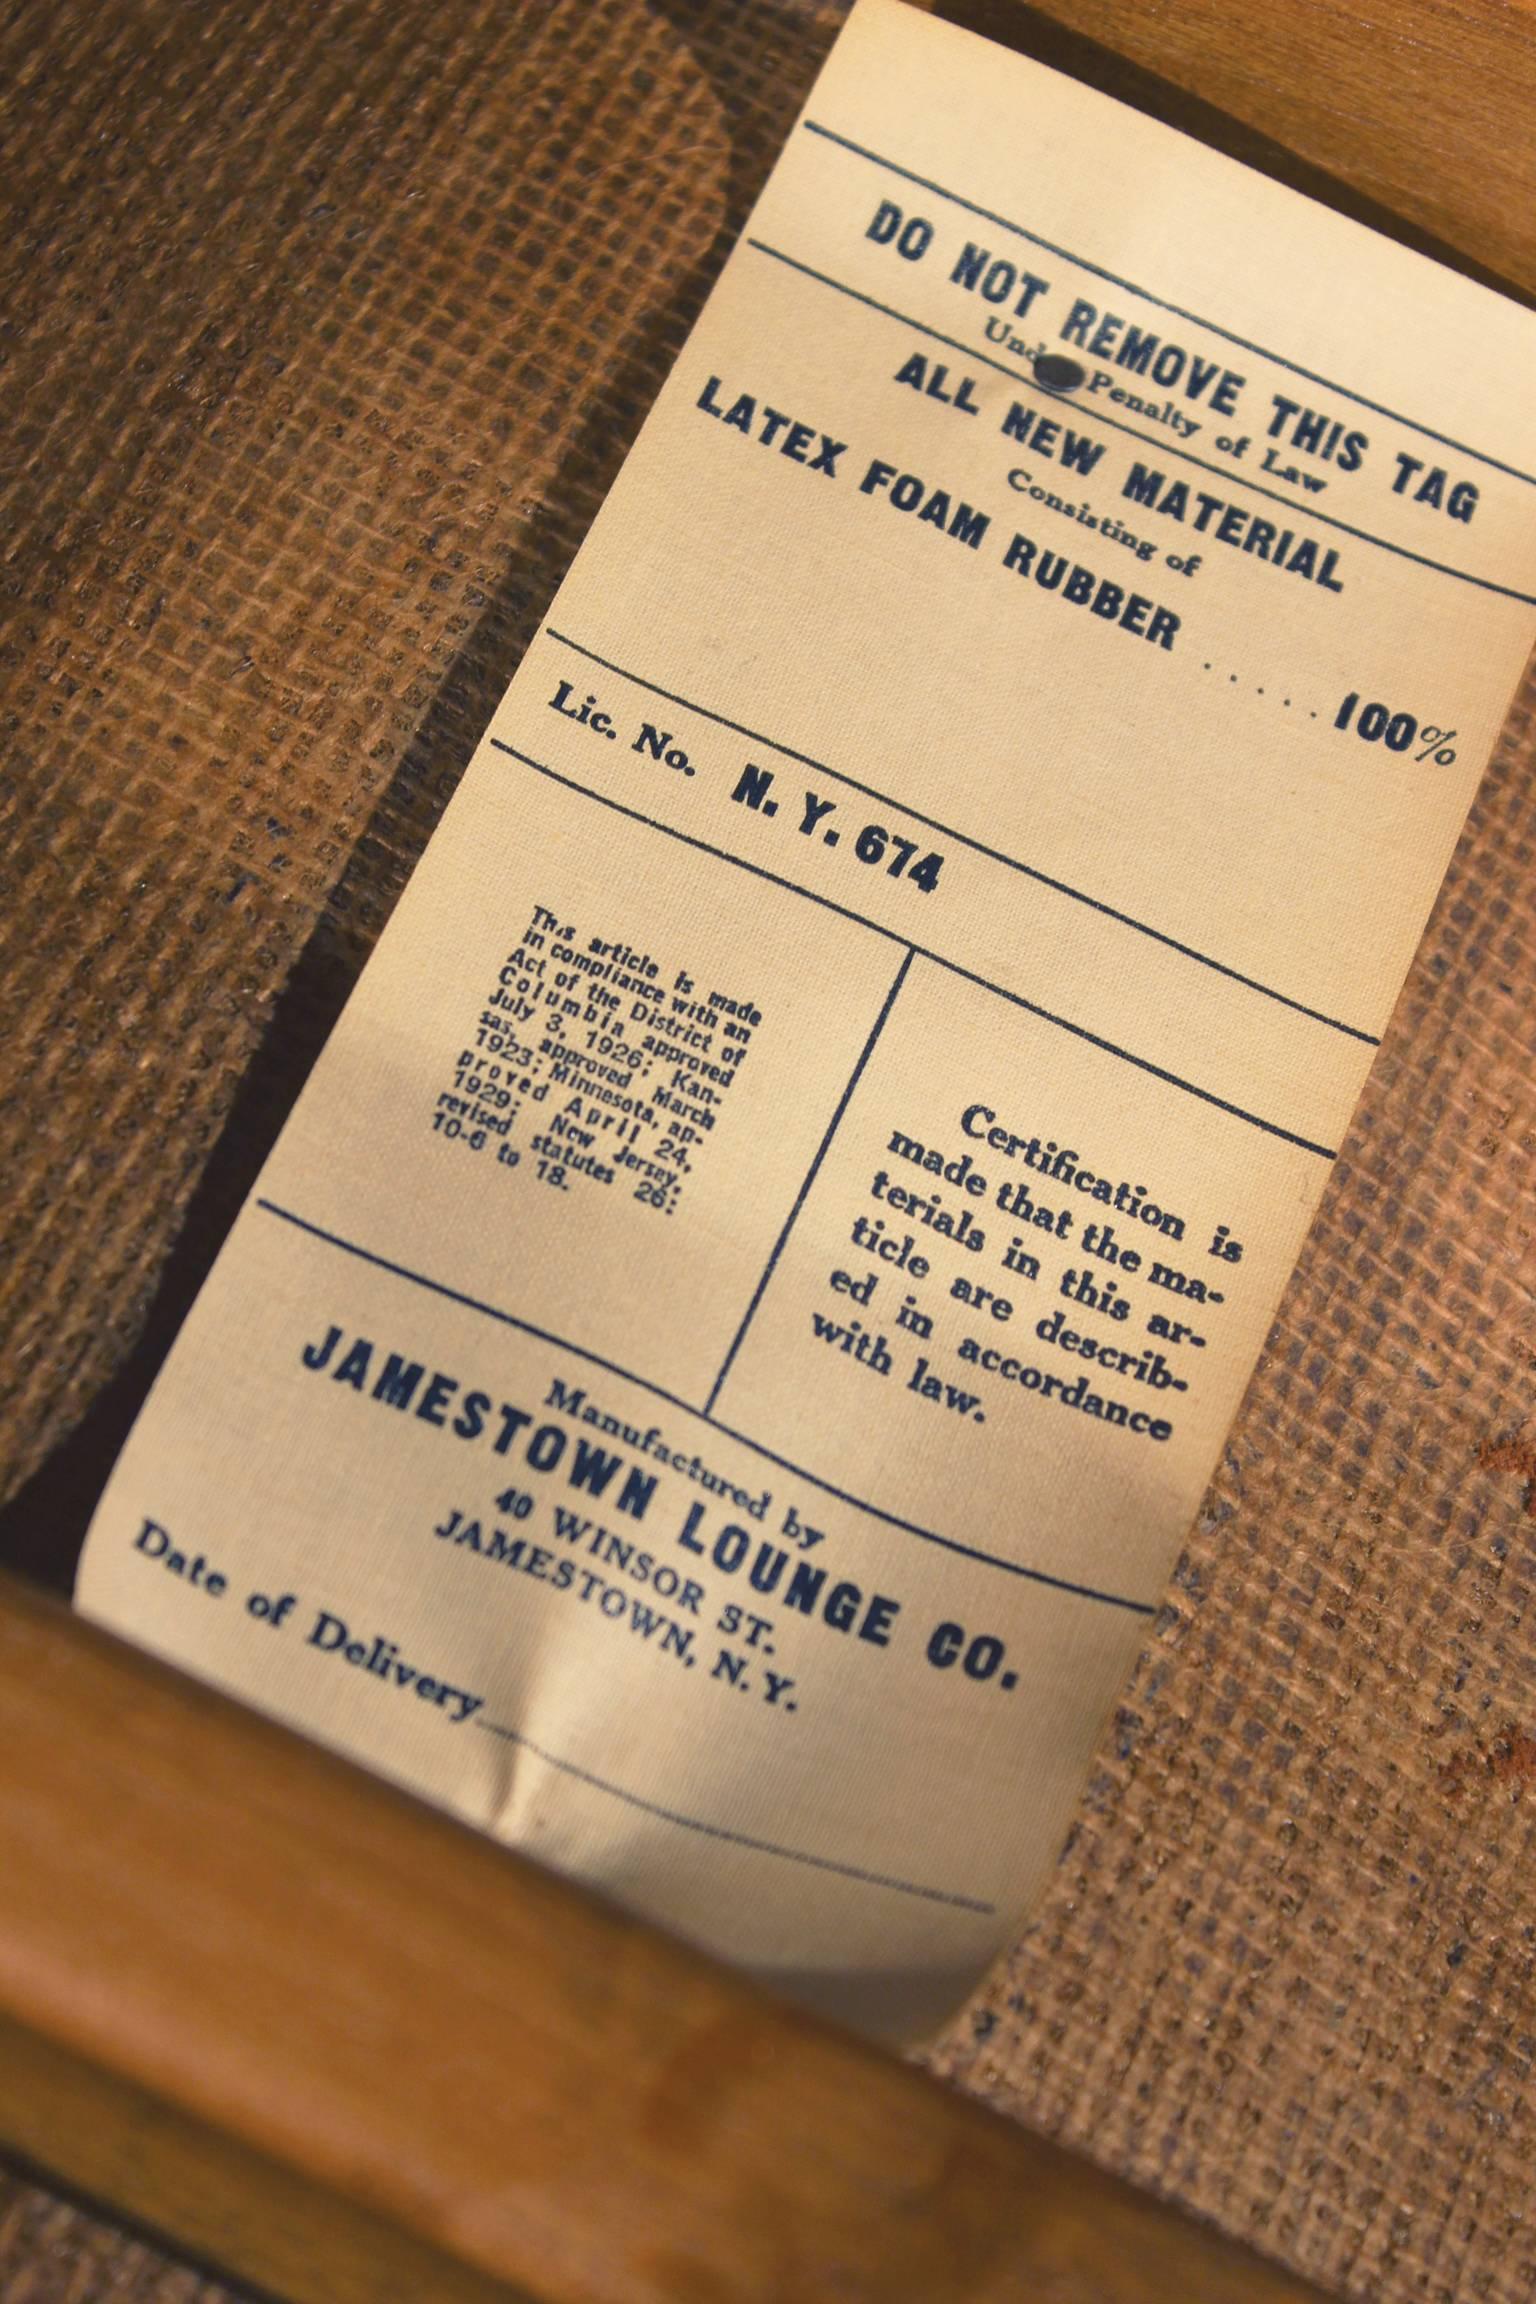 DO NOT REMOVE THIS TAG
Under Penalty of Law
ALL NEW MATERIAL
Consisting of
LATEX FOAM RUBBER ..... 100%
Lic. No. N. Y. 674
This article is made
in compliance with an
Act of the District of
Columbia approved
July 3, 1926; Kan-
sas, approved March
1923; Minnesota, ap-
proved April 24,
1929; New Jersey,
revised statutes 26:
10-6 to 18.
Certification is
made that the ma-
terials in this ar-
ticle are describ-
ed in accordance
with law.
Manufactured by
JAMESTOWN LOUNGE CO.
40 WINSOR ST.
JAMESTOWN, N. Y.
Date of Delivery